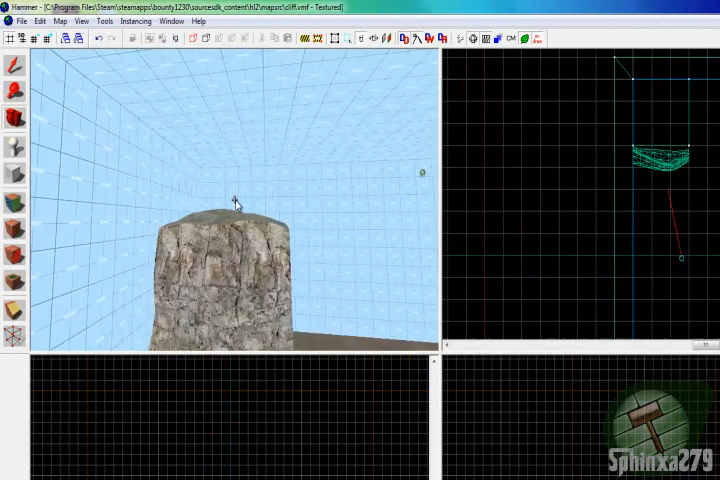 Hammer - [C:\Program Files\Steam\steamapps\bounty1230\sourcesdk_content\hl2\mapsrc\cliff.vmf - Textured]
File Edit Map View Tools Instancing Window Help
CM
Sphinxa279